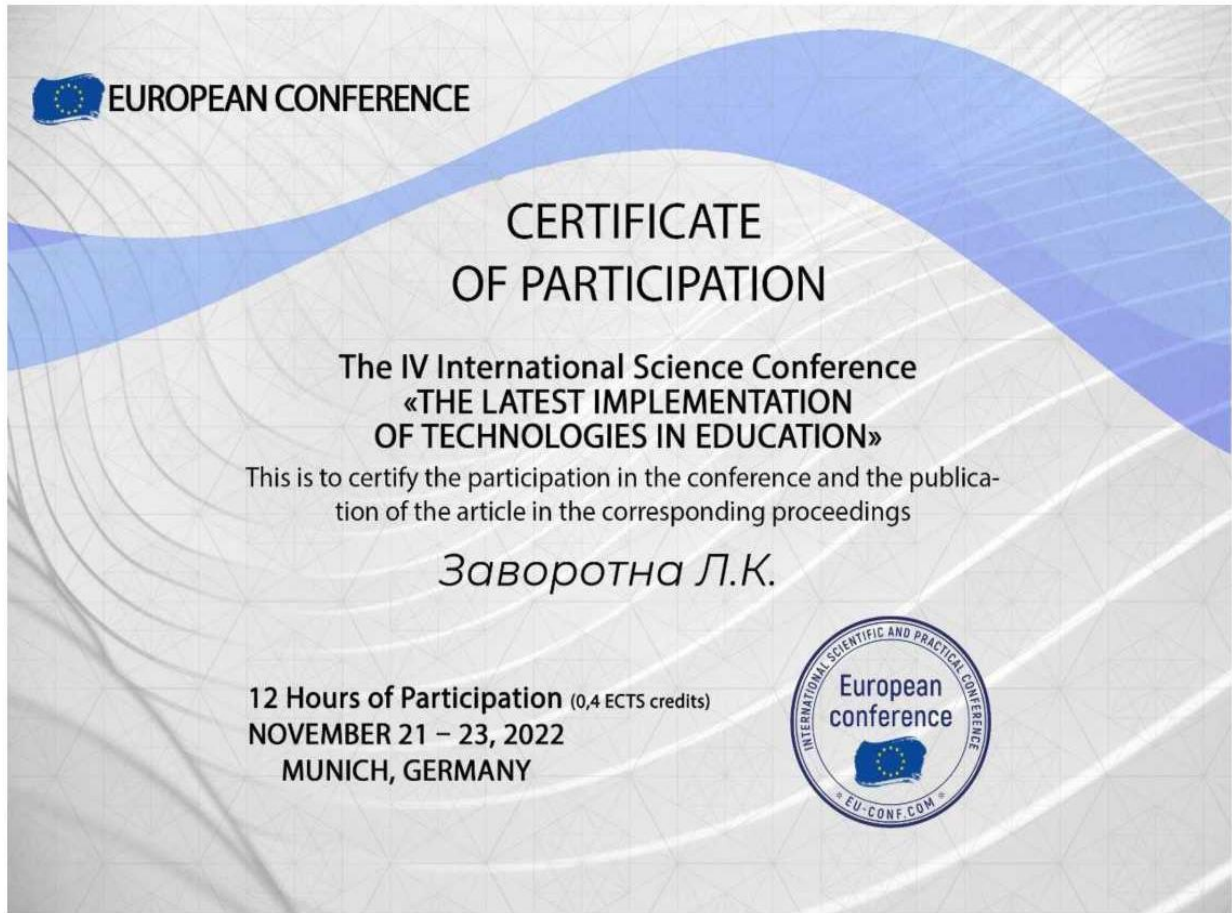 EUROPEAN CONFERENCE
CERTIFICATE
OF PARTICIPATION
The IV International Science Conference
«THE LATEST IMPLEMENTATION
OF TECHNOLOGIES IN EDUCATION»
This is to certify the participation in the conference and the publica-
tion of the article in the corresponding proceedings
Заворотна Л.К.
12 Hours of Participation (0,4 ECTS credits)
NOVEMBER 21 – 23, 2022
MUNICH, GERMANY
INTERNATIONAL SCIENTIFIC AND PRACTICAL CONFERENCE
European
conference
* EU-CONF.COM *